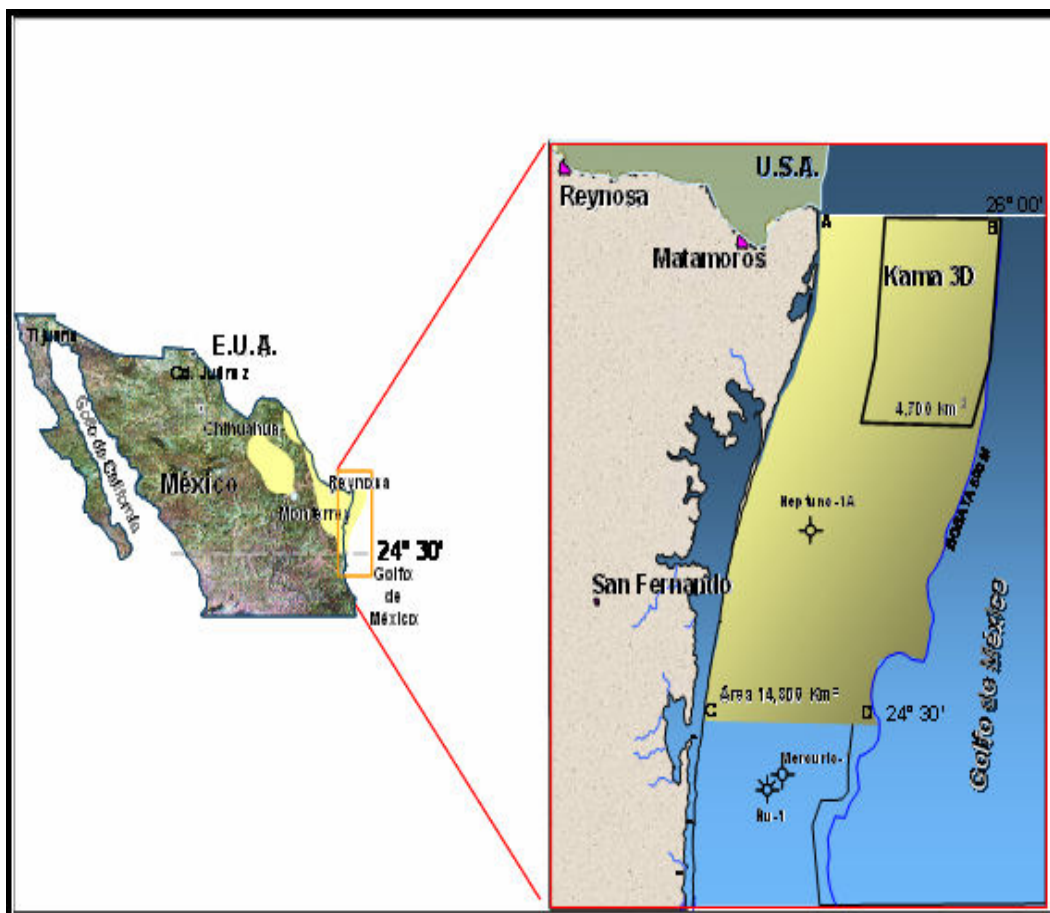 Tijuana
E.U.A.
Cd. Juárez
Chihuahua
Golfo de California
México
Reynosa
Monterrey
24° 30'
Golfo
de
México
U.S.A.
Reynosa
26° 00'
A
B
Matamoros
Kama 3D
4,700 km²
ISOBATA 500 M
Neptuno-1A
San Fernando
Área 14,800 Km²
C
D
24° 30'
Golfo de México
Mercurio-